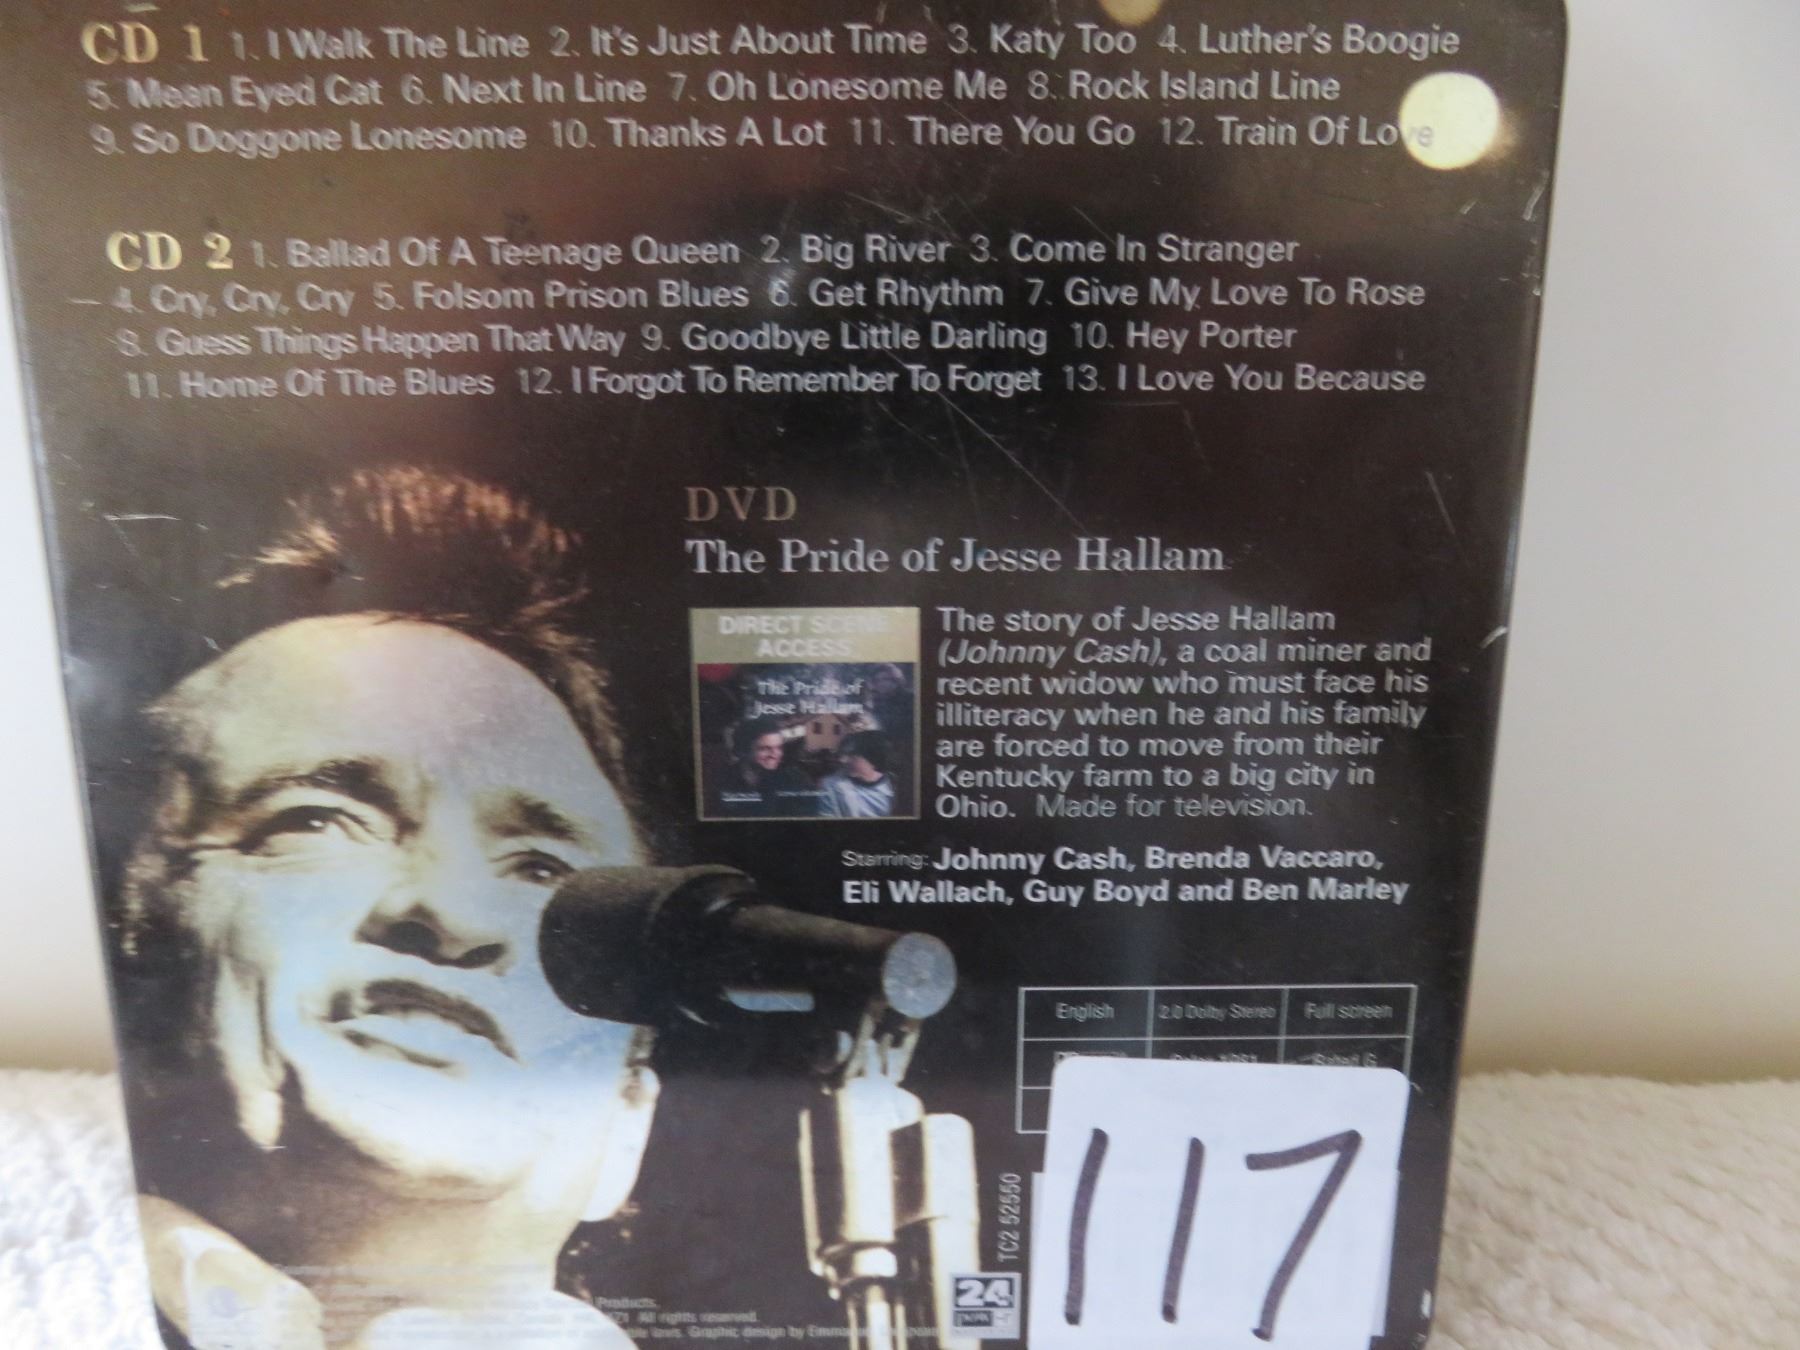 CD 1 1. I Walk The Line 2. It's Just About Time 3. Katy Too 4. Luther's Boogie
5. Mean Eyed Cat 6. Next In Line 7. Oh Lonesome Me 8. Rock Island Line
9. So Doggone Lonesome 10. Thanks A Lot 11. There You Go 12. Train Of Love
CD 2 1. Ballad Of A Teenage Queen 2. Big River 3. Come In Stranger
4. Cry, Cry, Cry 5. Folsom Prison Blues 6. Get Rhythm 7. Give My Love To Rose
8. Guess Things Happen That Way 9. Goodbye Little Darling 10. Hey Porter
11. Home Of The Blues 12. I Forgot To Remember To Forget 13. I Love You Because
DVD
The Pride of Jesse Hallam
DIRECT SCENE
ACCESS
The Pride of
Jesse Hallam
The story of Jesse Hallam
(Johnny Cash), a coal miner and
recent widow who must face his
illiteracy when he and his family
are forced to move from their
Kentucky farm to a big city in
Ohio. Made for television.
Starring: Johnny Cash, Brenda Vaccaro,
Eli Wallach, Guy Boyd and Ben Marley
English 2.0 Dolby Stereo Full screen
Rated G
117
TC2 52550
24
Products.
All rights reserved.
laws. Graphic design by